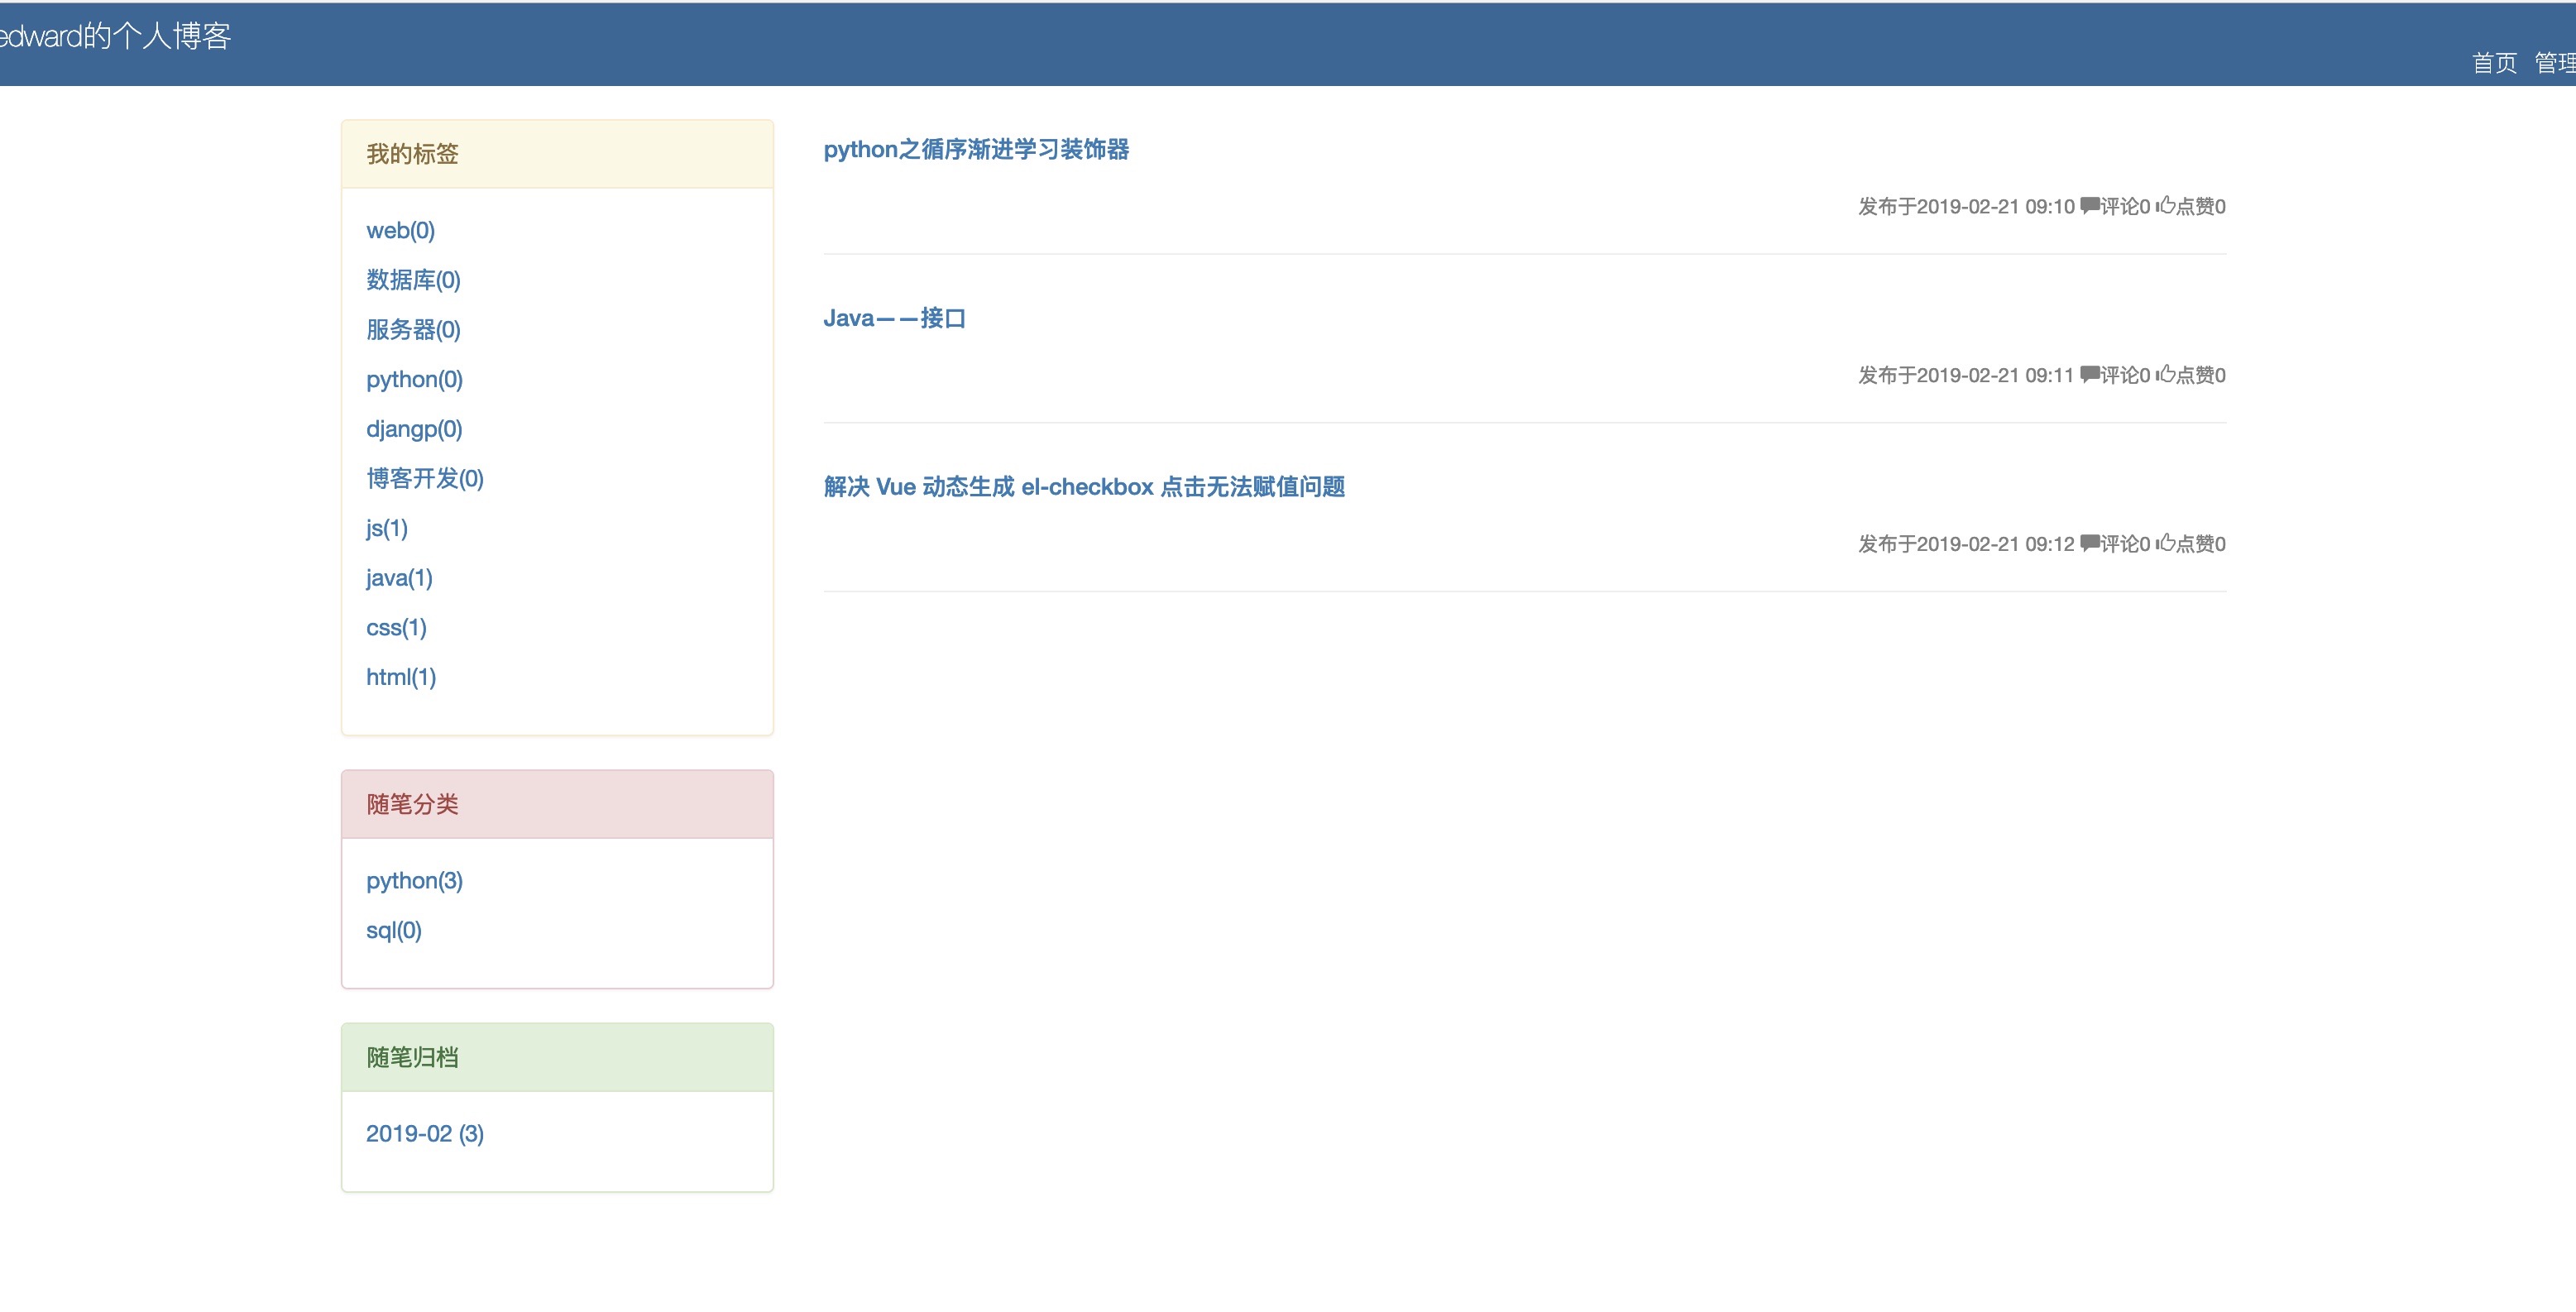 edward的个人博客
首页 管理
我的标签
web(0)
数据库(0)
服务器(0)
python(0)
djangp(0)
博客开发(0)
js(1)
java(1)
css(1)
html(1)
随笔分类
python(3)
sql(0)
随笔归档
2019-02 (3)
python之循序渐进学习装饰器
发布于2019-02-21 09:10 评论0 点赞0
Java——接口
发布于2019-02-21 09:11 评论0 点赞0
解决 Vue 动态生成 el-checkbox 点击无法赋值问题
发布于2019-02-21 09:12 评论0 点赞0